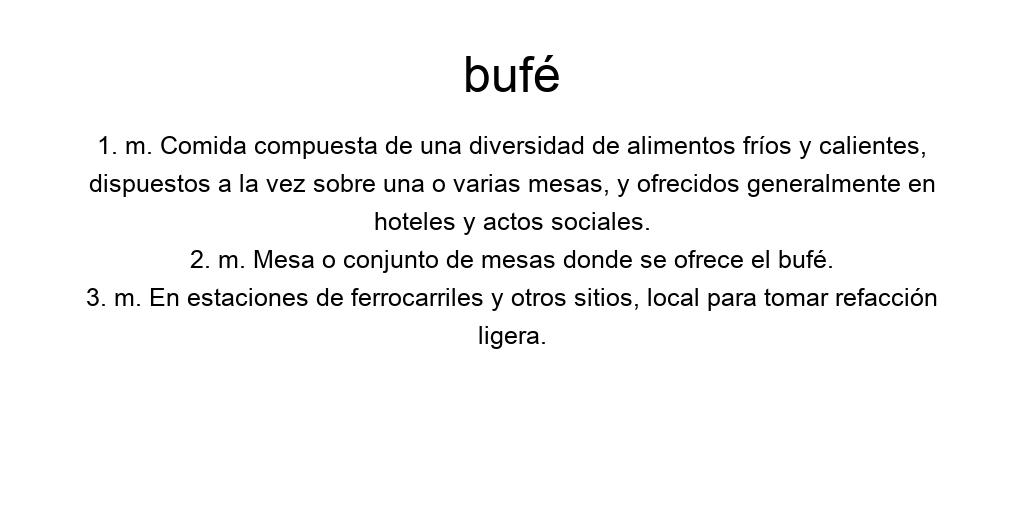 bufé
1. m. Comida compuesta de una diversidad de alimentos fríos y calientes,
dispuestos a la vez sobre una o varias mesas, y ofrecidos generalmente en
hoteles y actos sociales.
2. m. Mesa o conjunto de mesas donde se ofrece el bufé.
3. m. En estaciones de ferrocarriles y otros sitios, local para tomar refacción
ligera.